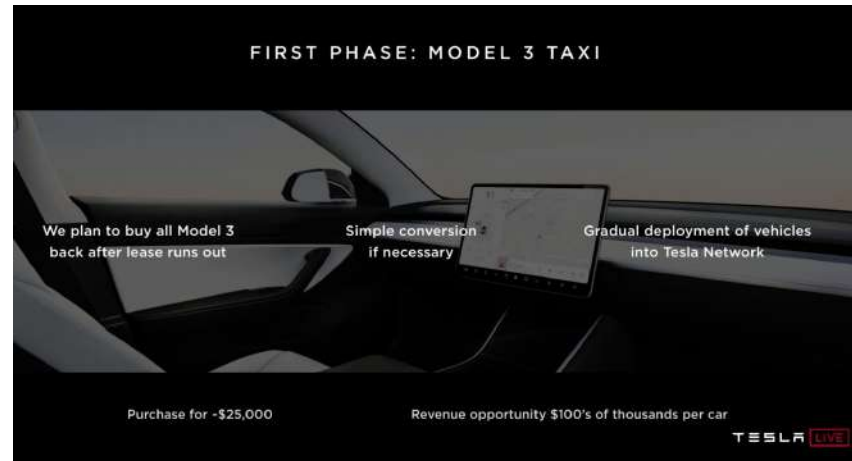 FIRST PHASE: MODEL 3 TAXI
We plan to buy all Model 3
back after lease runs out
Simple conversion
if necessary
Gradual deployment of vehicles
into Tesla Network
Purchase for ~$25,000
Revenue opportunity $100's of thousands per car
TESLA LIVE